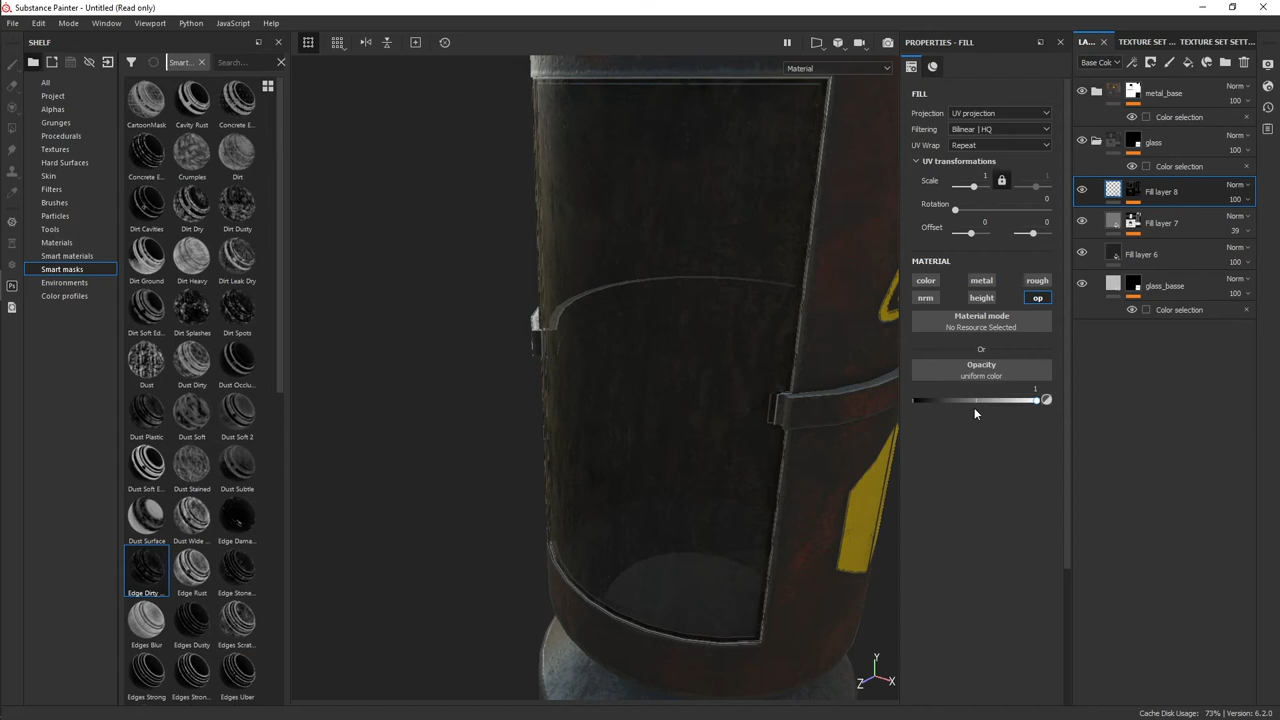 Substance Painter - Untitled (Read only)
File Edit Mode Window Viewport Python JavaScript Help
SHELF
Smart... Search...
All
Project
Alphas
Grunges
Procedurals
Textures
Hard Surfaces
Skin
Filters
Brushes
Particles
Tools
Materials
Smart materials
Smart masks
Environments
Color profiles
CartoonMask Cavity Rust Concrete E...
Concrete E... Crumples Dirt
Dirt Cavities Dirt Dry Dirt Dusty
Dirt Ground Dirt Heavy Dirt Leak Dry
Dirt Soft Ed... Dirt Splashes Dirt Spots
Dust Dust Dirty Dust Occlu...
Dust Plastic Dust Soft Dust Soft 2
Dust Soft E... Dust Stained Dust Subtle
Dust Surface Dust Wide ... Edge Dama...
Edge Dirty ... Edge Rust Edge Stone...
Edges Blur Edges Dusty Edges Scrat...
Edges Strong Edges Stron... Edges Uber
Material
Y
Z X
PROPERTIES - FILL
FILL
Projection UV projection
Filtering Bilinear | HQ
UV Wrap Repeat
UV transformations
Scale 1 1
Rotation 0
Offset 0 0
MATERIAL
color metal rough
nrm height op
Material mode
No Resource Selected
Or
Opacity
uniform color
1
LA... TEXTURE SET ... TEXTURE SET SETT...
Base Col
metal_base Norm 100
Color selection
glass Norm 100
Color selection
Fill layer 8 Norm 100
Fill layer 7 Norm 39
Fill layer 6 Norm 100
glass_basse Norm 100
Color selection
Ps
Cache Disk Usage: 73% | Version: 6.2.0